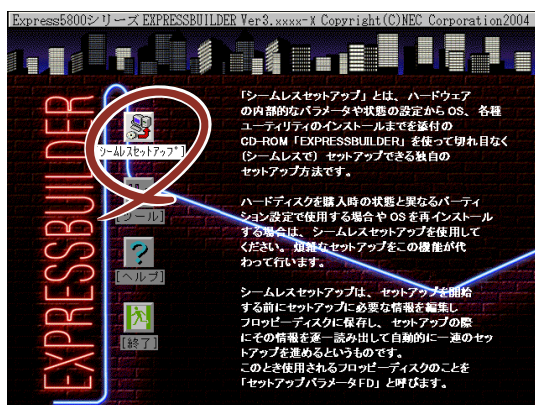 Express5800シリーズ EXPRESSBUILDER Ver3.xxxx-x Copyright(C)NEC Corporation2004
EXPRESSBUILDER
[シームレスセットアップ]
[ツール]
[ヘルプ]
[終了]
「シームレスセットアップ」とは、ハードウェア
の内部的なパラメータや状態の設定から OS、各種
ユーティリティのインストールまでを添付の
CD-ROM「EXPRESSBUILDER」を使って切れ目なく
(シームレスで) セットアップできる独自の
セットアップ方法です。
ハードディスクを購入時の状態と異なるパーティ
ション設定で使用する場合や OS を再インストール
する場合は、シームレスセットアップを使用して
ください。煩雑なセットアップをこの機能が代
わって行います。
シームレスセットアップは、セットアップを開始
する前にセットアップに必要な情報を編集し
フロッピーディスクに保存し、セットアップの際
にその情報を逐一読み出して自動的に一連のセッ
トアップを進めるというものです。
このとき使用されるフロッピーディスクのことを
「セットアップパラメータFD」と呼びます。